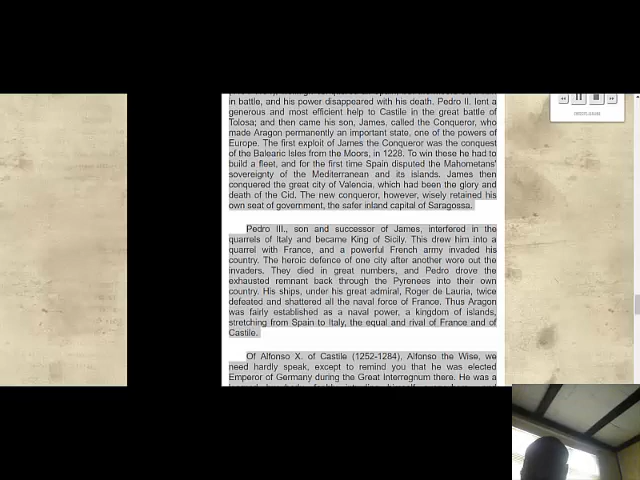 in battle, and his power disappeared with his death. Pedro II. lent a
generous and most efficient help to Castile in the great battle of
Tolosa; and then came his son, James, called the Conqueror, who
made Aragon permanently an important state, one of the powers of
Europe. The first exploit of James the Conqueror was the conquest
of the Balearic Isles from the Moors, in 1228. To win these he had to
build a fleet, and for the first time Spain disputed the Mahometans'
sovereignty of the Mediterranean and its islands. James then
conquered the great city of Valencia, which had been the glory and
death of the Cid. The new conqueror, however, wisely retained his
own seat of government, the safer inland capital of Saragossa.
Pedro III., son and successor of James, interfered in the
quarrels of Italy and became King of Sicily. This drew him into a
quarrel with France, and a powerful French army invaded his
country. The heroic defence of one city after another wore out the
invaders. They died in great numbers, and Pedro drove the
exhausted remnant back through the Pyrenees into their own
country. His ships, under his great admiral, Roger de Lauria, twice
defeated and shattered all the naval force of France. Thus Aragon
was fairly established as a naval power, a kingdom of islands,
stretching from Spain to Italy, the equal and rival of France and of
Castile.
Of Alfonso X. of Castile (1252-1284), Alfonso the Wise, we
need hardly speak, except to remind you that he was elected
Emperor of Germany during the Great Interregnum there. He was a